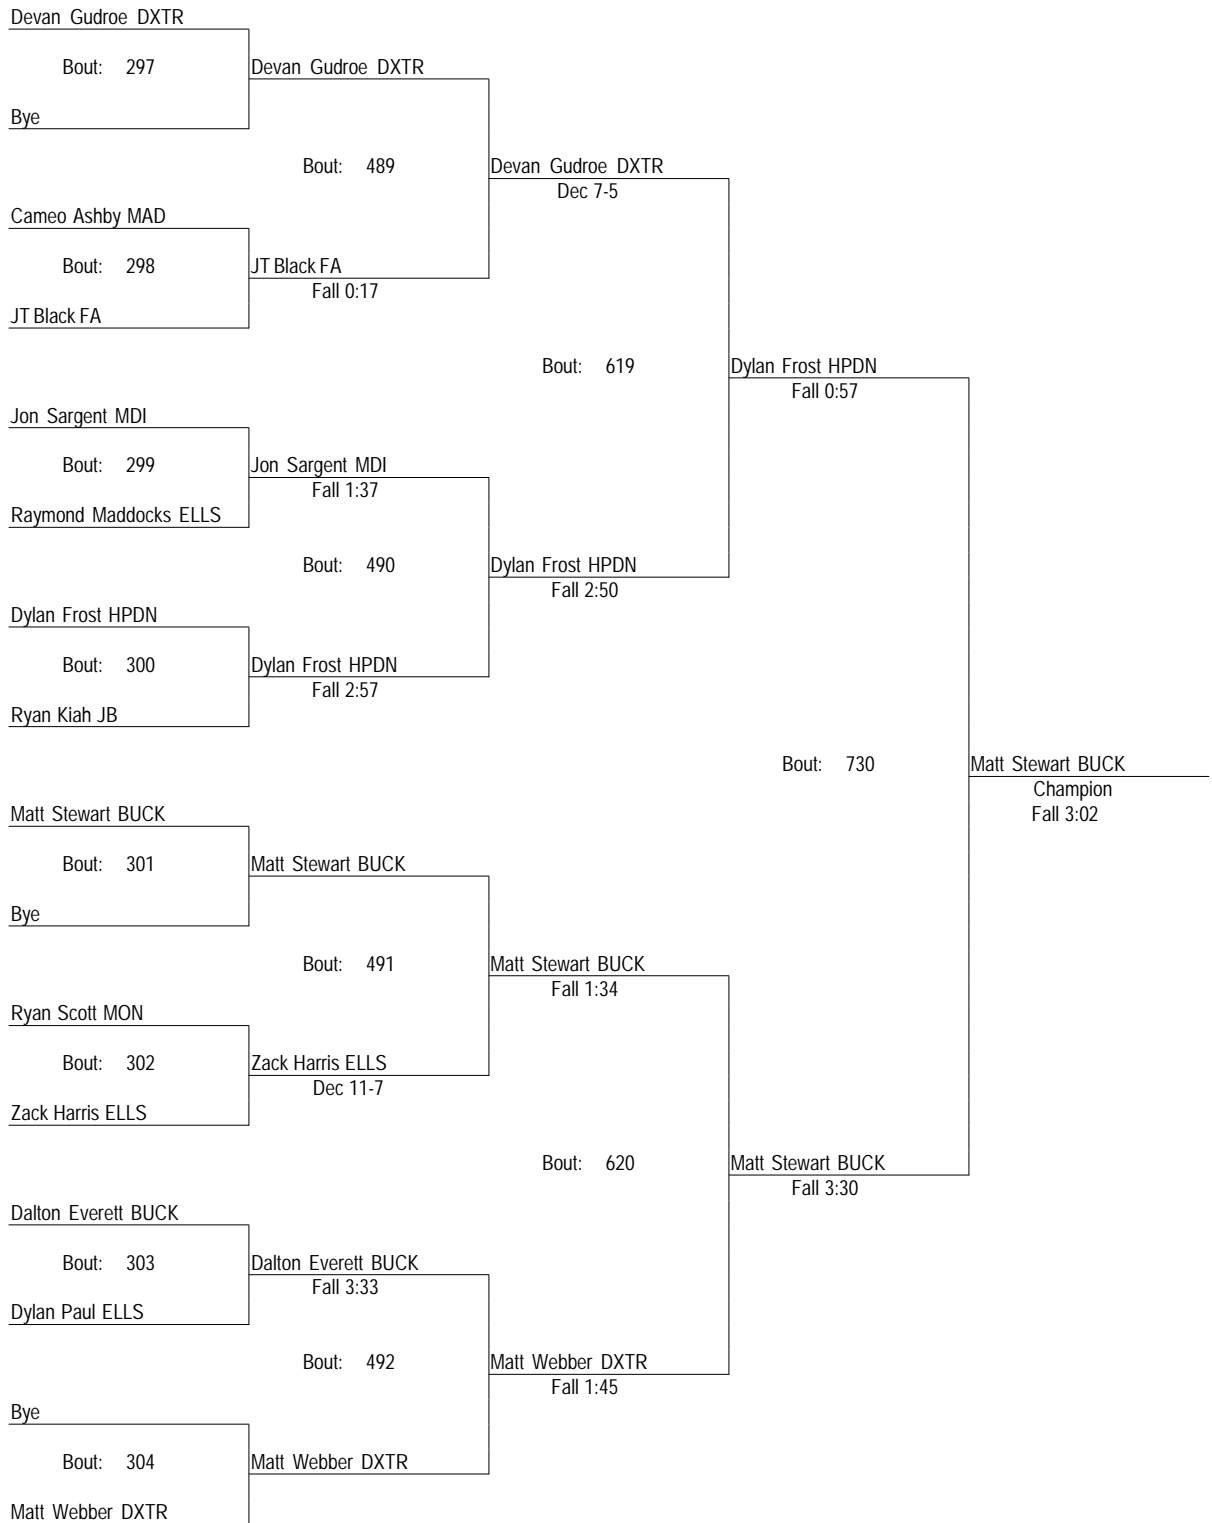 Devan Gudroe DXTR
Bout: 297
Devan Gudroe DXTR
Bye
Bout: 489
Devan Gudroe DXTR
Dec 7-5
Cameo Ashby MAD
Bout: 298
JT Black FA
Fall 0:17
JT Black FA
Bout: 619
Dylan Frost HPDN
Fall 0:57
Jon Sargent MDI
Bout: 299
Jon Sargent MDI
Fall 1:37
Raymond Maddocks ELLS
Bout: 490
Dylan Frost HPDN
Fall 2:50
Dylan Frost HPDN
Bout: 300
Dylan Frost HPDN
Fall 2:57
Ryan Kiah JB
Bout: 730
Matt Stewart BUCK
Champion
Fall 3:02
Matt Stewart BUCK
Bout: 301
Matt Stewart BUCK
Bye
Bout: 491
Matt Stewart BUCK
Fall 1:34
Ryan Scott MON
Bout: 302
Zack Harris ELLS
Dec 11-7
Zack Harris ELLS
Bout: 620
Matt Stewart BUCK
Fall 3:30
Dalton Everett BUCK
Bout: 303
Dalton Everett BUCK
Fall 3:33
Dylan Paul ELLS
Bout: 492
Matt Webber DXTR
Fall 1:45
Bye
Bout: 304
Matt Webber DXTR
Matt Webber DXTR